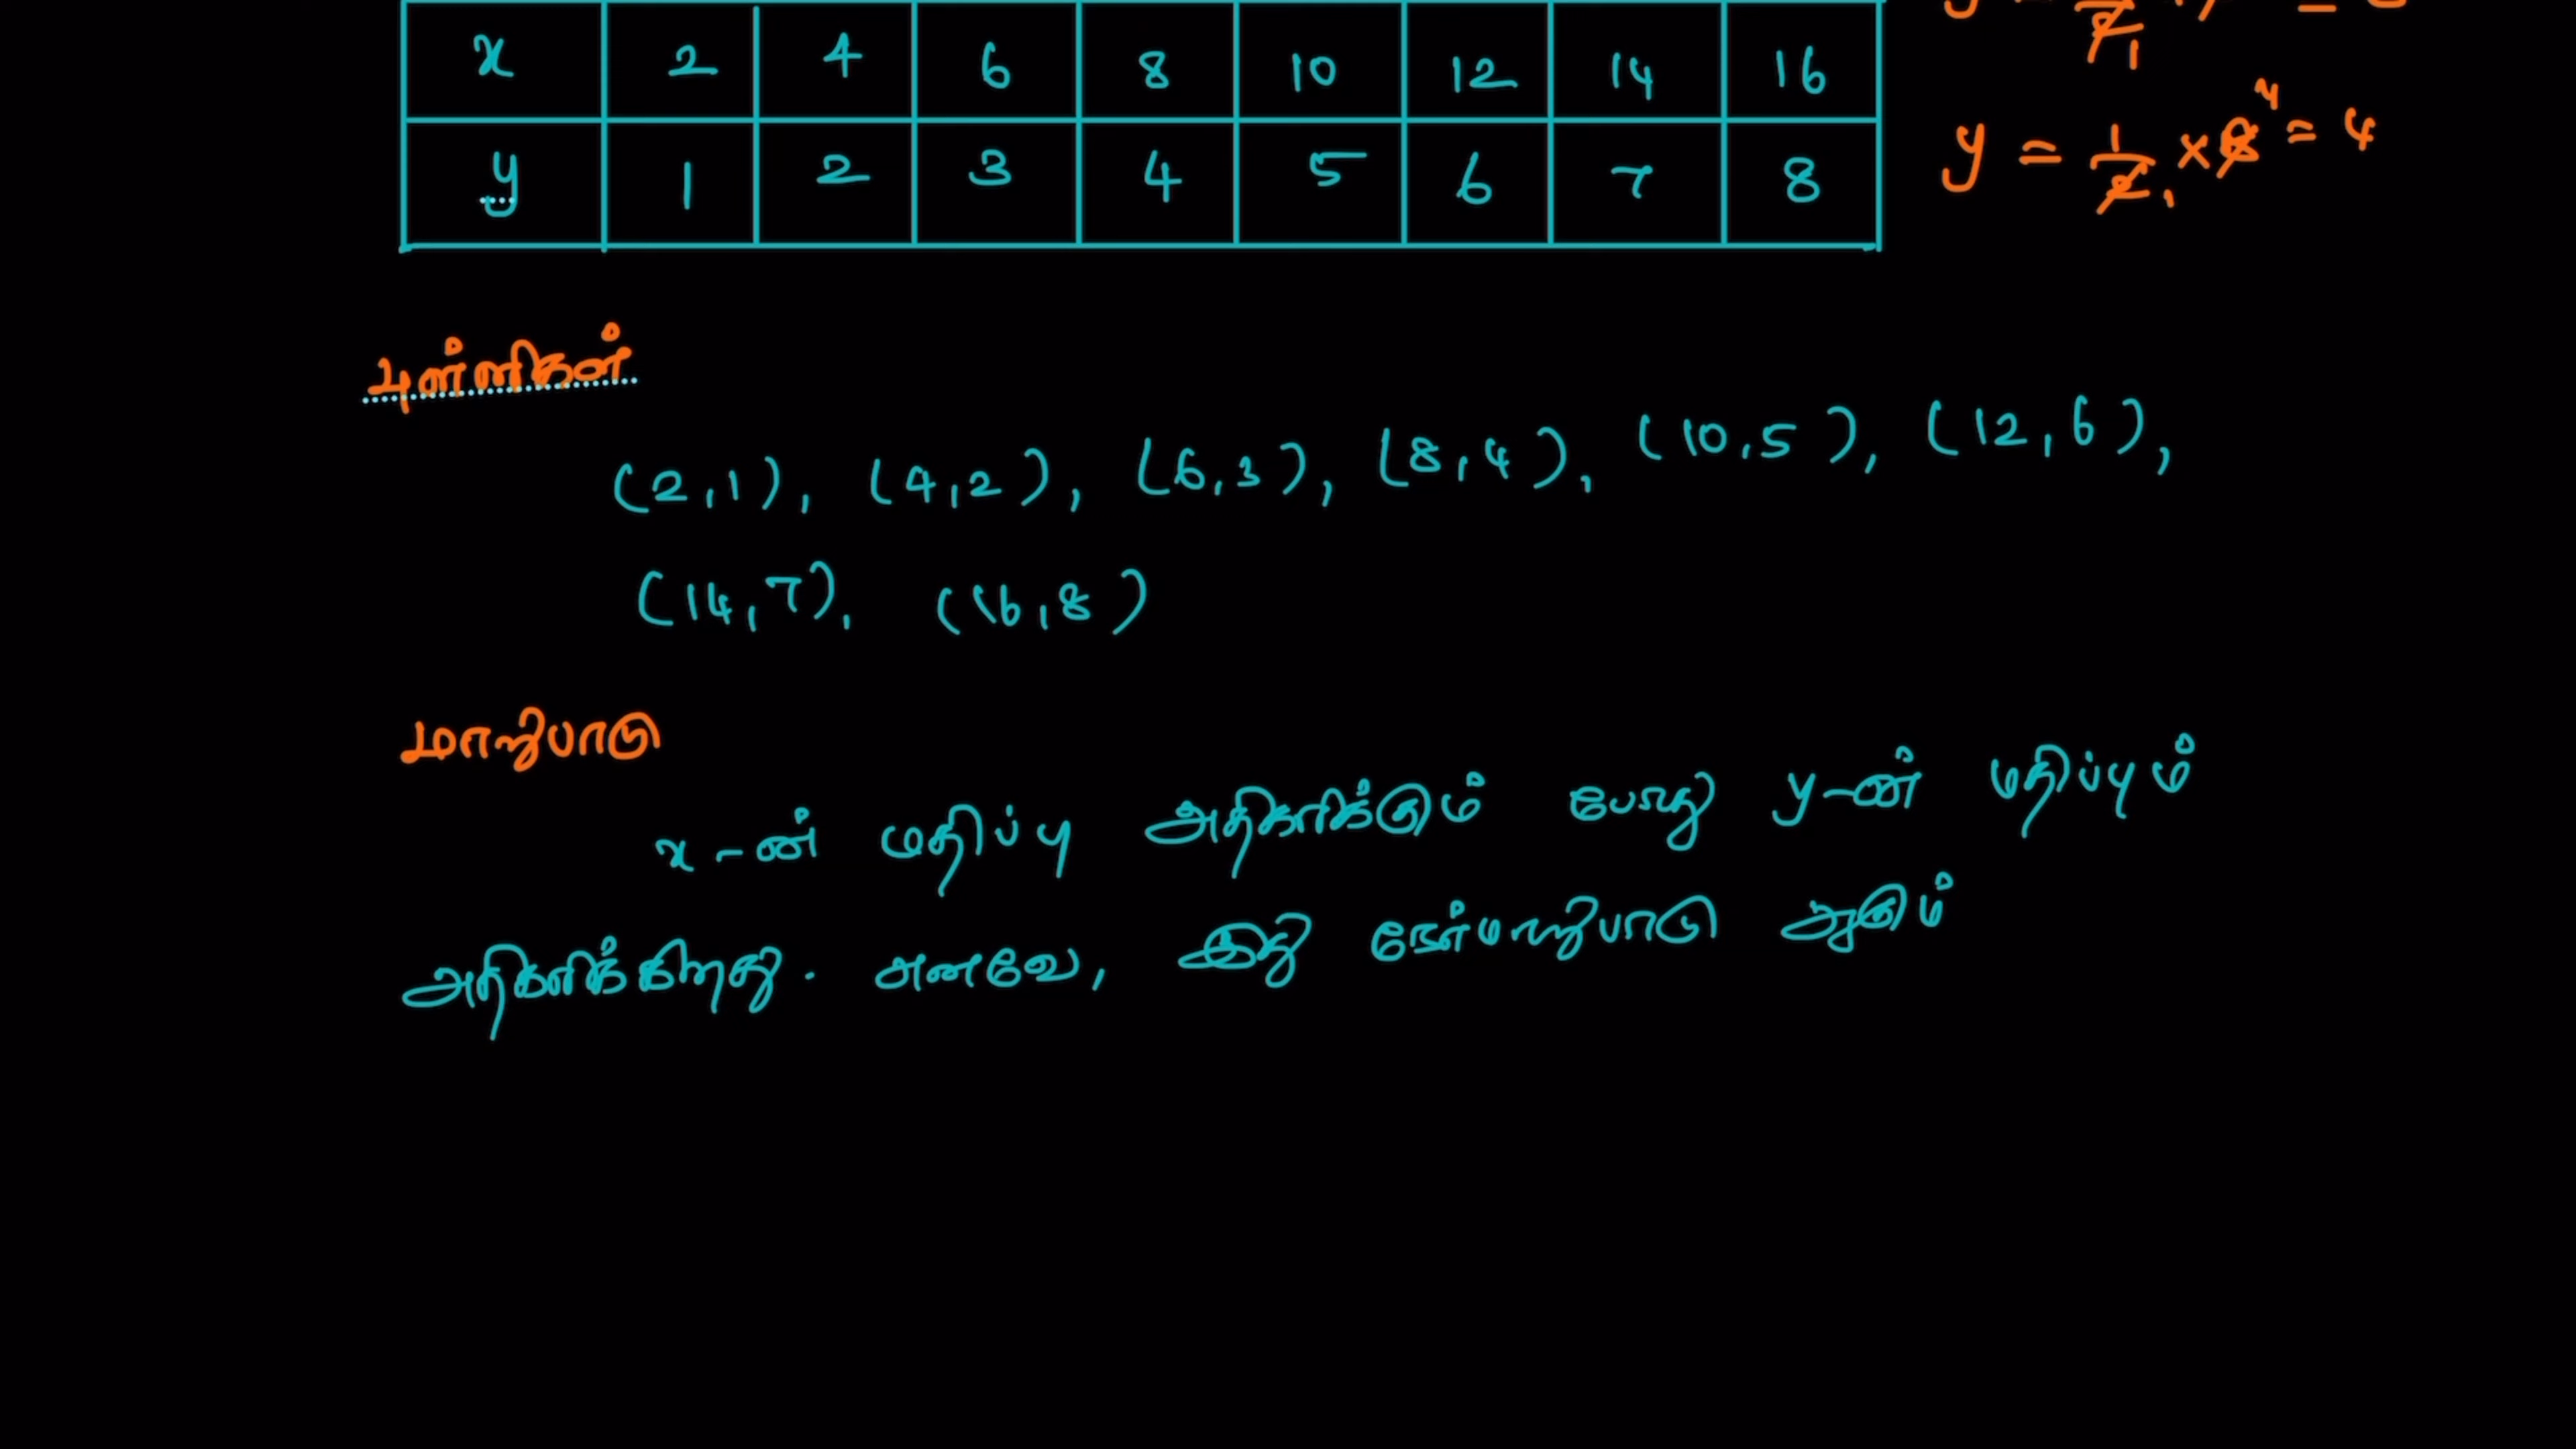 x 2 4 6 8 10 12 14 16
y 1 2 3 4 5 6 7 8
y = 1/2 × 8 4 = 4
புள்ளிகள்
(2,1), (4,2), (6,3), (8,4), (10,5), (12,6),
(14,7), (16,8)
மாறுபாடு
x-ன் மதிப்பு அதிகரிக்கும் போது y-ன் மதிப்பும்
அதிகரிக்கிறது. எனவே, இது நேர்மாறுபாடு ஆகும்